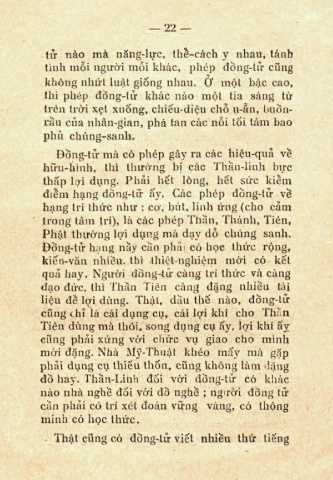 — 22 —
tử nào mà năng-lực, thể-cách y nhau, tánh
tình mỗi người mỗi khác, phép đồng-tử cũng
không nhứt luật giống nhau. Ở một bậc cao,
thì phép đồng-tử khác nào một tia sáng từ
trên trời xẹt xuống, chiếu-diệu chỗ u-ẩn, buồn-
rầu của nhân-gian, phá tan các nỗi tối tăm bao
phủ chúng-sanh.
Đồng-tử mà có phép gây ra các hiệu-quả về
hữu-hình, thì thường bị các Thần-linh bực
thấp lợi dụng. Phải hết lòng, hết sức kiềm
điểm hạng đồng-tử ấy. Các phép đồng-tử về
hạng trí thức như : cơ, bút, linh ứng (cho cảm
trong tâm trí), là các phép Thần, Thánh, Tiên,
Phật thường lợi dụng mà dạy dổ chúng sanh.
Đồng-tử hạng nầy cần phải có học thức rộng,
kiến-văn nhiều, thì thiệt-nghiệm mới có kết
quả hay. Người đồng-tử càng trí thức và càng
đạo đức, thì Thần Tiên càng đặng nhiều tài
liệu để lợi dùng. Thật, dầu thế nào, đồng-tử
cũng chỉ là cái dụng cụ, cái lợi khí cho Thần
Tiên dùng mà thôi, song dụng cụ ấy, lợi khí ấy
cũng phải xứng với chức vụ giao cho mình
mới đặng. Nhà Mỹ-Thuật khéo mấy mà gặp
phải dụng cụ thiếu thốn, cũng không làm đặng
đồ hay. Thần-Linh đối với đồng-tử có khác
nào nhà nghề đối với đồ nghề ; người đồng tử
cần phải có trí xét đoán vững vàng, có thông
minh có học thức.
Thật cũng có đồng-tử viết nhiều thứ tiếng